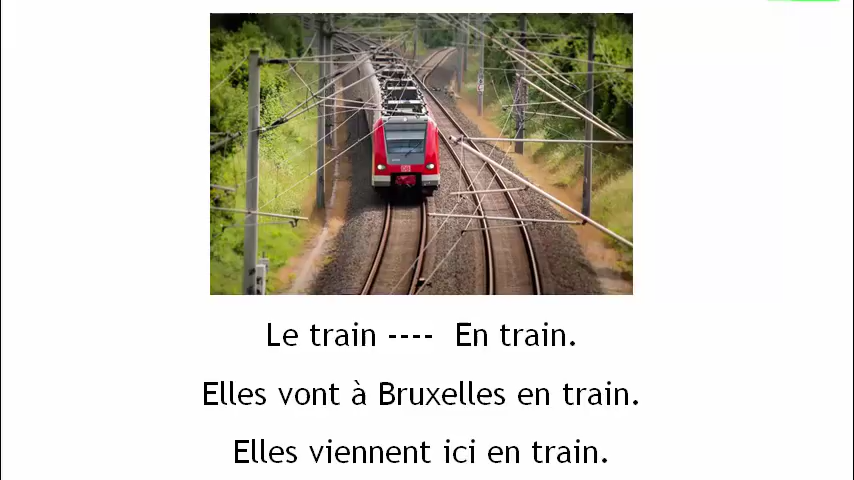 Le train ----  En train.
Elles vont à Bruxelles en train.
Elles viennent ici en train.